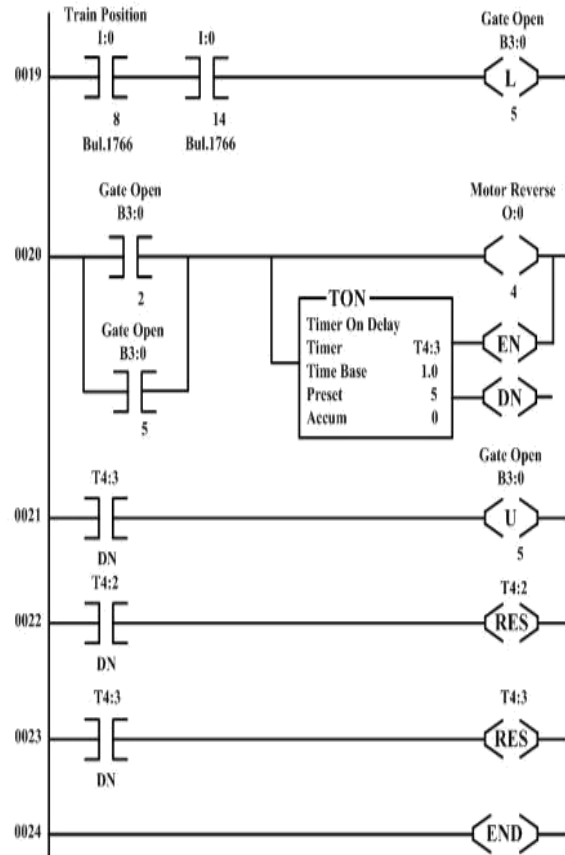 Train Position
I:0
I:0
Gate Open
B3:0
0019
L
8
Bul.1766
14
Bul.1766
5
Gate Open
B3:0
Motor Reverse
O:0
0020
2
4
Gate Open
B3:0
5
TON
Timer On Delay
Timer T4:3
Time Base 1.0
Preset 5
Accum 0
EN
DN
Gate Open
B3:0
T4:3
0021
U
DN
5
T4:2
T4:2
0022
RES
DN
T4:3
T4:3
0023
RES
DN
0024
END